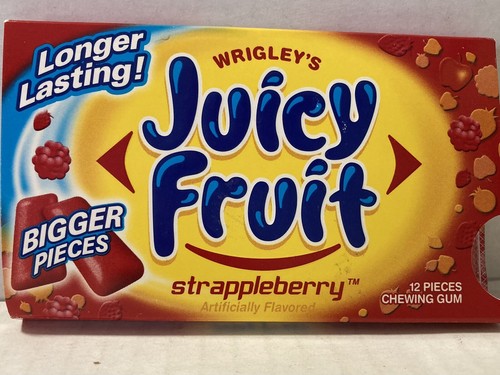 Longer
Lasting!
WRIGLEY'S
Juicy
Fruit
BIGGER
PIECES
strappleberry™
Artificially Flavored
12 PIECES
CHEWING GUM